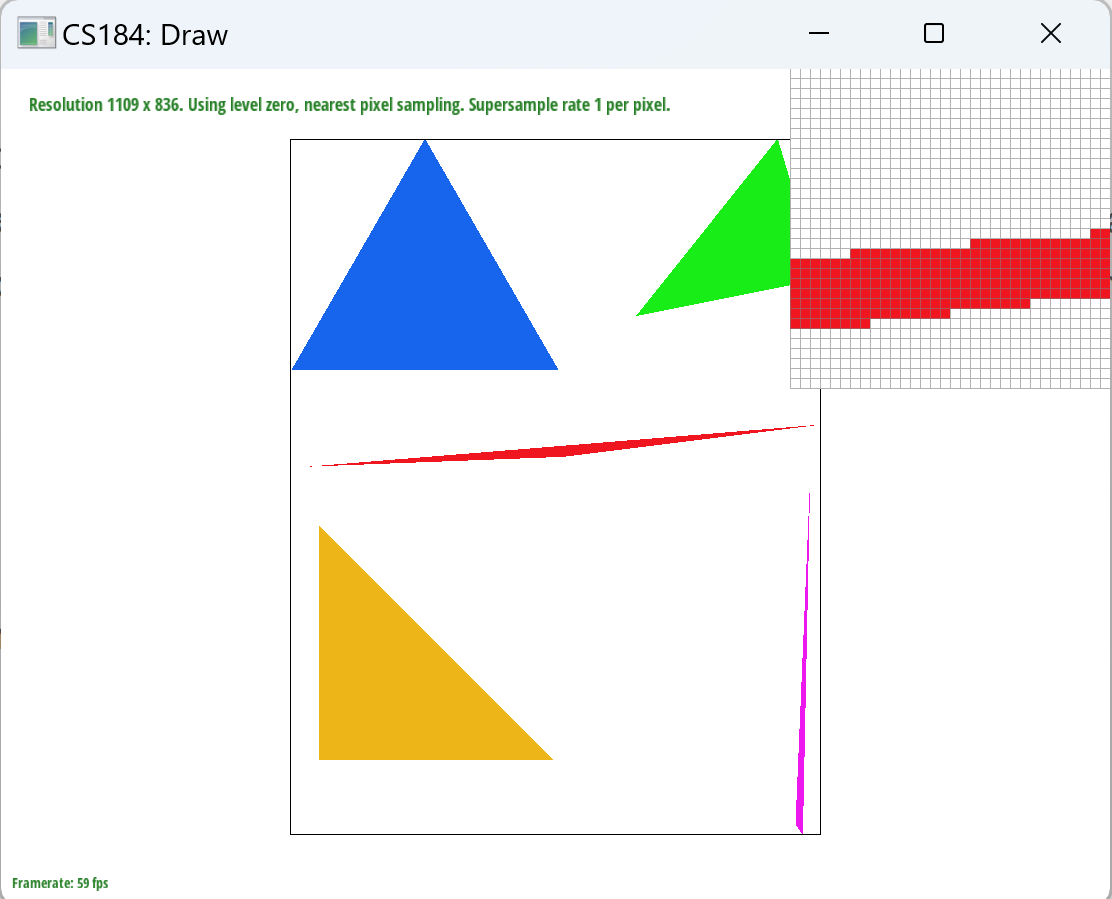 CS184: Draw
Resolution 1109 x 836. Using level zero, nearest pixel sampling. Supersample rate 1 per pixel.
Framerate: 59 fps